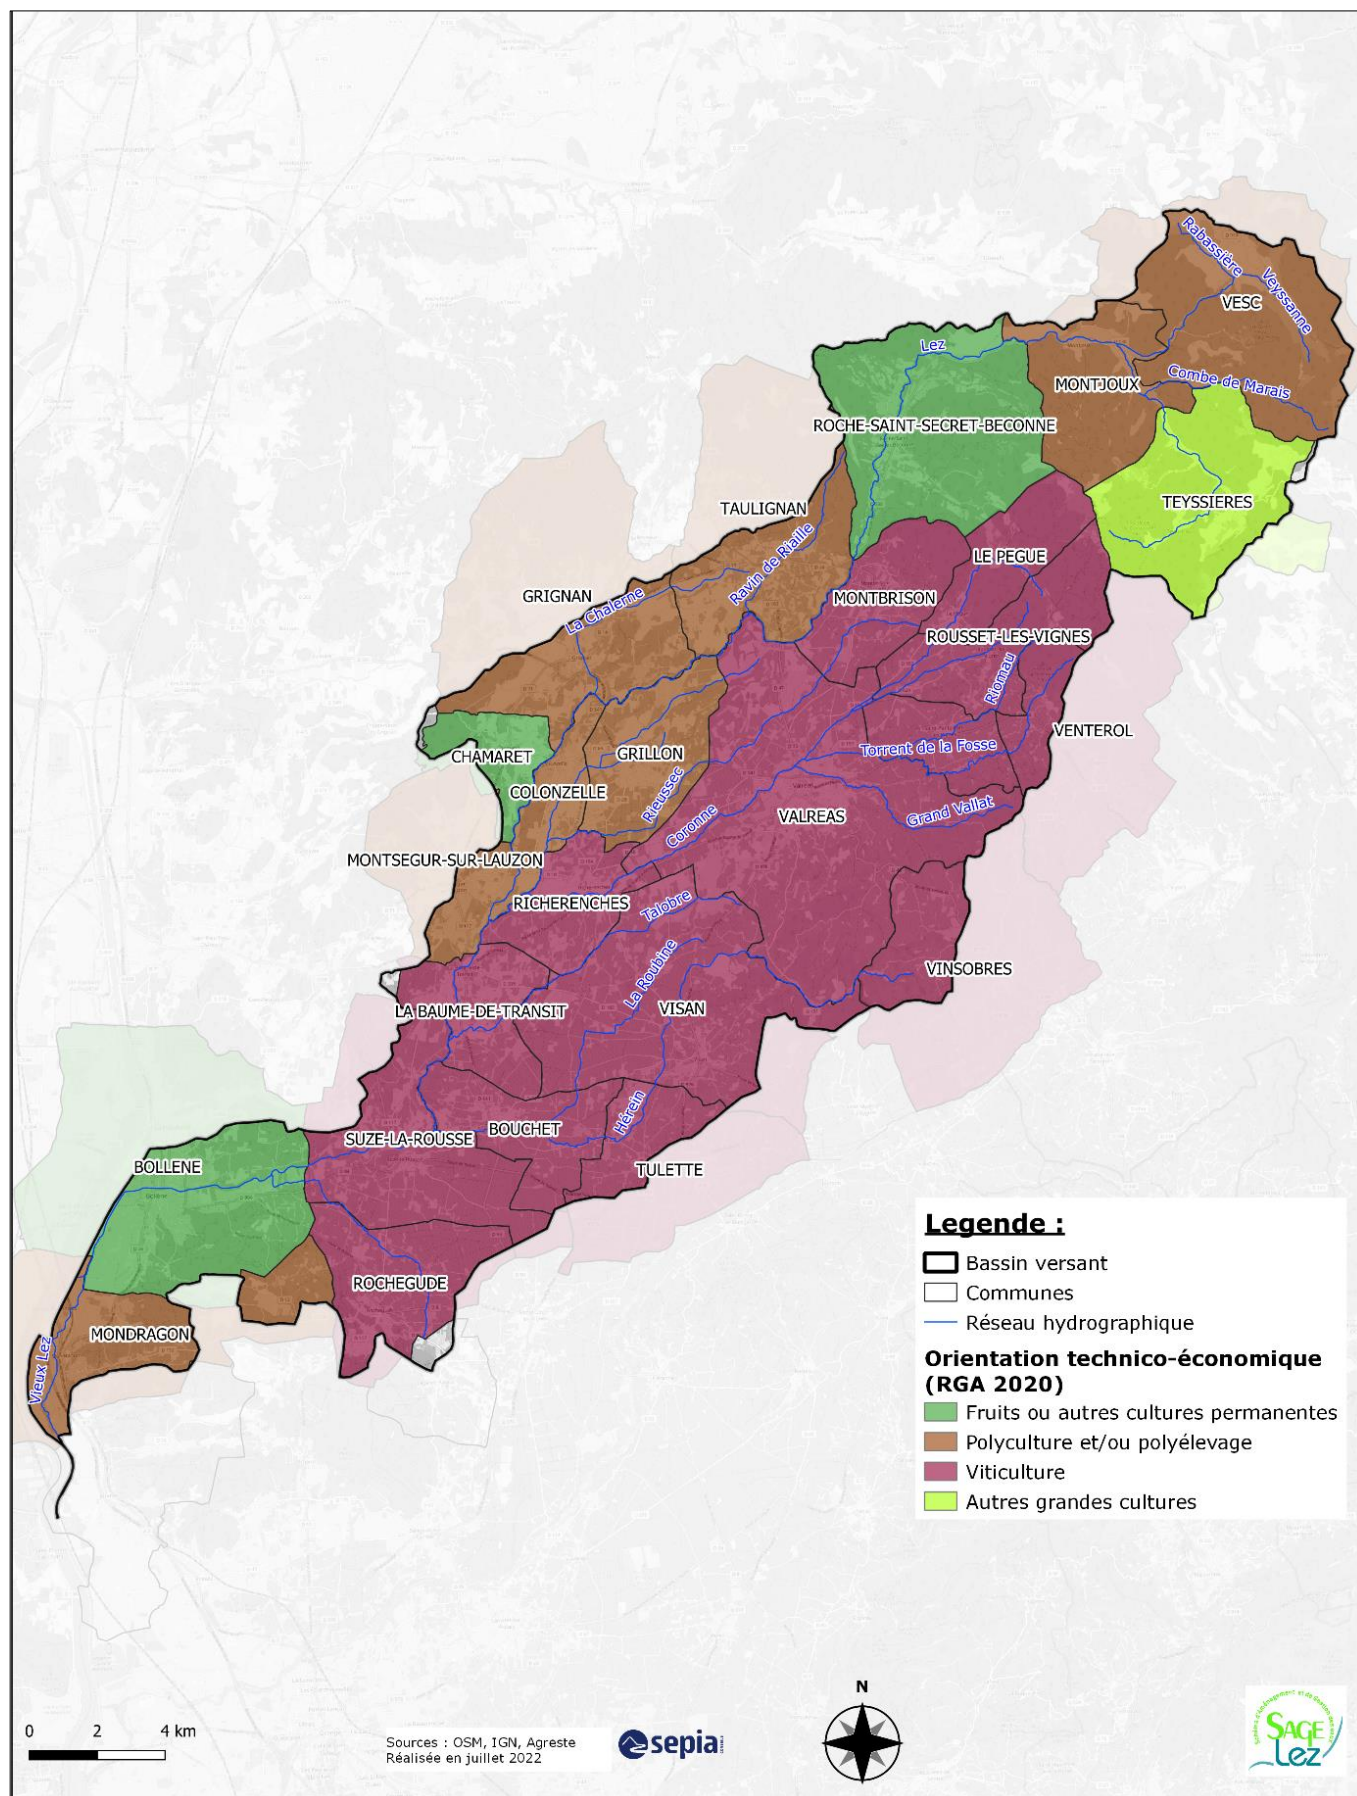 Rabassière
Veyssanne
VESC
Lez
Combe de Marais
MONTJOUX
ROCHE-SAINT-SECRET-BECONNE
TEYSSIERES
TAULIGNAN
LE PEGUE
Ravin de Riaille
GRIGNAN
La Chalerne
MONTBRISON
ROUSSET-LES-VIGNES
Riomau
VENTEROL
CHAMARET
GRILLON
Torrent de la Fosse
COLONZELLE
Rieussec
Coronne
VALREAS
Grand Vallat
MONTSEGUR-SUR-LAUZON
RICHERENCHES
Talobre
La Roubine
VINSOBRES
LA BAUME-DE-TRANSIT
VISAN
Hérein
BOUCHET
SUZE-LA-ROUSSE
BOLLENE
TULETTE
ROCHEGUDE
MONDRAGON
Vieux Lez
Legende :
Bassin versant
Communes
Réseau hydrographique
Orientation technico-économique
(RGA 2020)
Fruits ou autres cultures permanentes
Polyculture et/ou polyélevage
Viticulture
Autres grandes cultures
N
0 2 4 km
Sources : OSM, IGN, Agreste
Réalisée en juillet 2022
sepia
SAGE
Lez